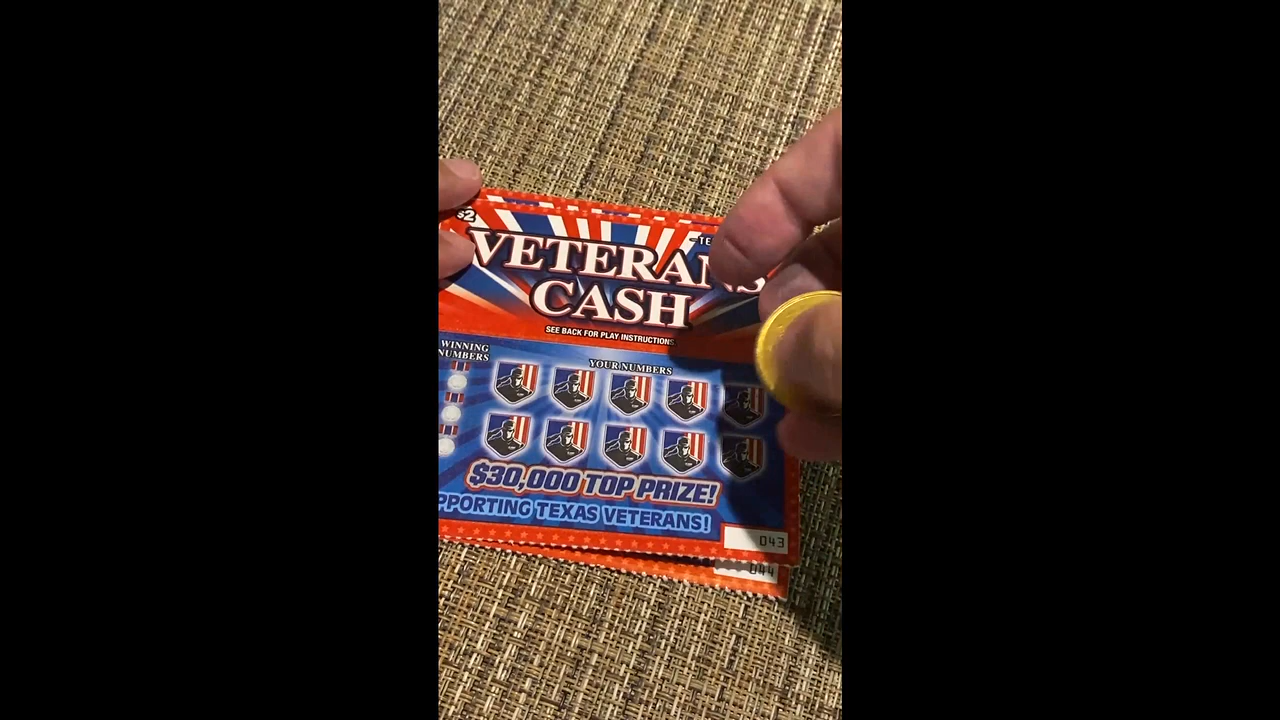 $2
VETERANS
CASH
SEE BACK FOR PLAY INSTRUCTIONS
WINNING
NUMBERS
YOUR NUMBERS
$30,000 TOP PRIZE!
PPORTING TEXAS VETERANS!
043
044